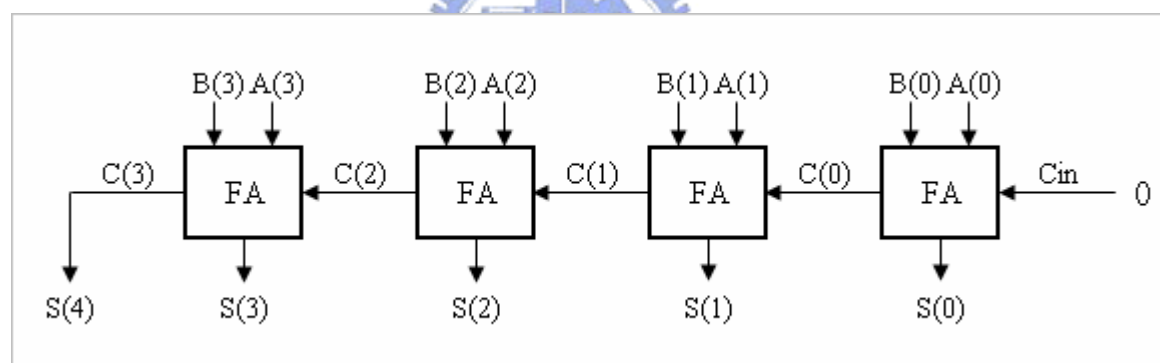 B(3) A(3) B(2) A(2) B(1) A(1) B(0) A(0)
C(3) C(2) C(1) C(0) Cin
FA FA FA FA 0
S(4) S(3) S(2) S(1) S(0)